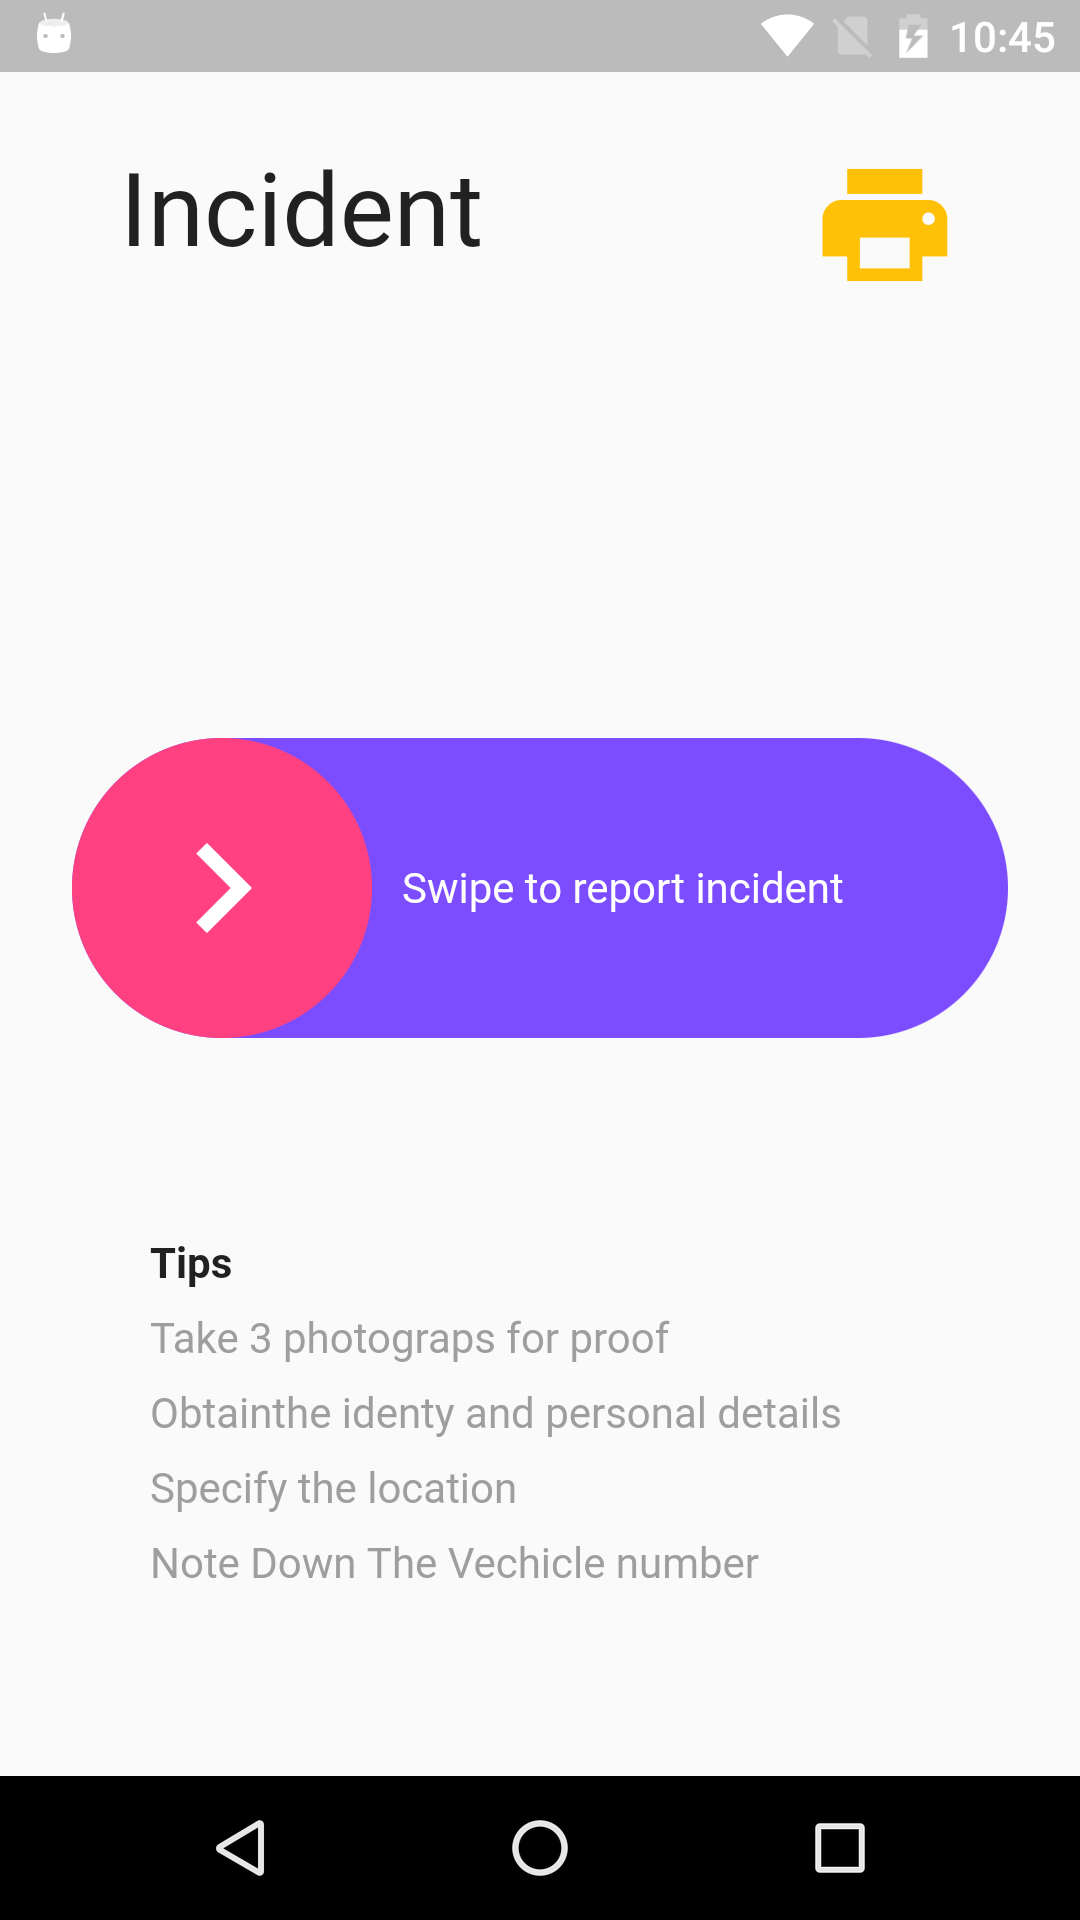 10:45
Incident
Swipe to report incident
Tips
Take 3 photograps for proof
Obtainthe identy and personal details
Specify the location
Note Down The Vechicle number